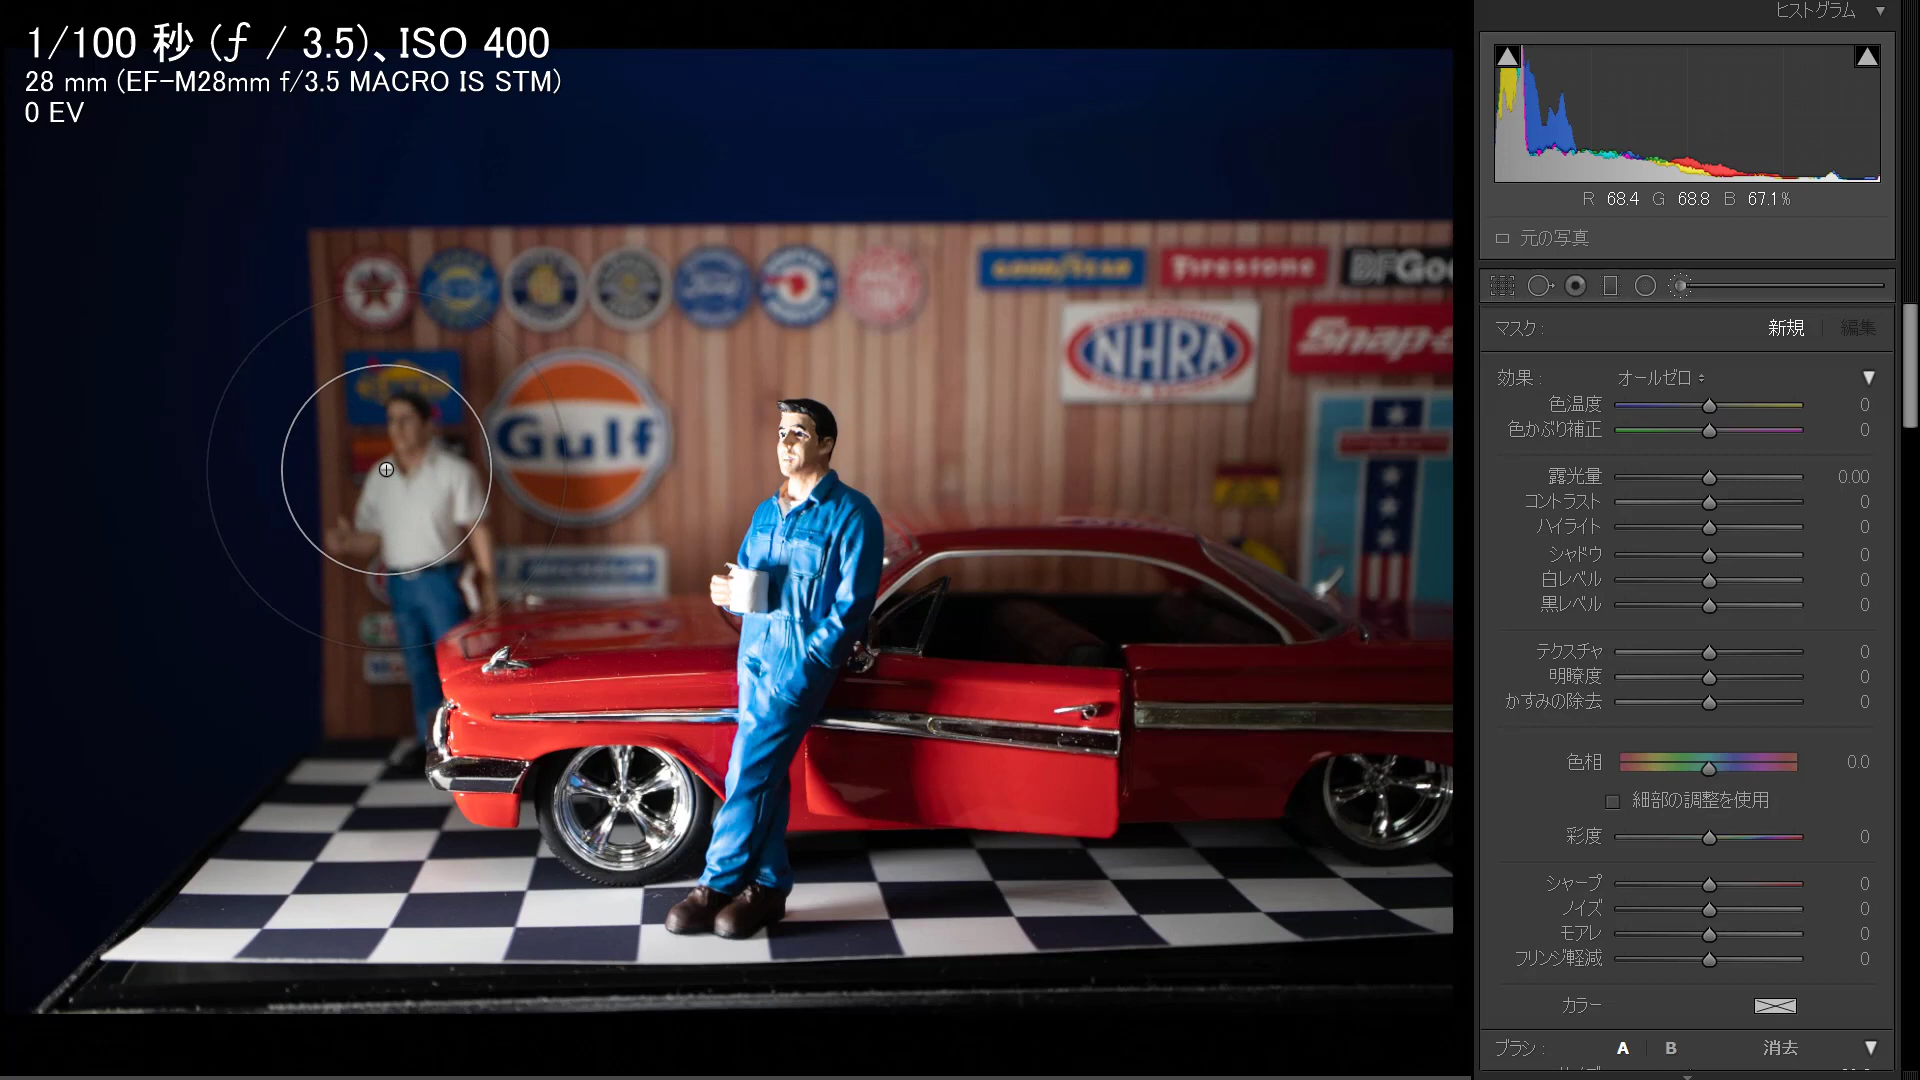 1/100 秒 (ƒ / 3.5)、ISO 400
28 mm (EF-M28mm f/3.5 MACRO IS STM)
0 EV
GOODYEAR
Firestone
BFGoo
NHRA
Snap-o
Gulf
Ford
MICHELIN
ヒストグラム
R 68.4 G 68.8 B 67.1 %
元の写真
マスク : 新規 編集
効果 : オールゼロ
色温度 0
色かぶり補正 0
露光量 0.00
コントラスト 0
ハイライト 0
シャドウ 0
白レベル 0
黒レベル 0
テクスチャ 0
明瞭度 0
かすみの除去 0
色相 0.0
細部の調整を使用
彩度 0
シャープ 0
ノイズ 0
モアレ 0
フリンジ軽減 0
カラー
ブラシ : A B 消去